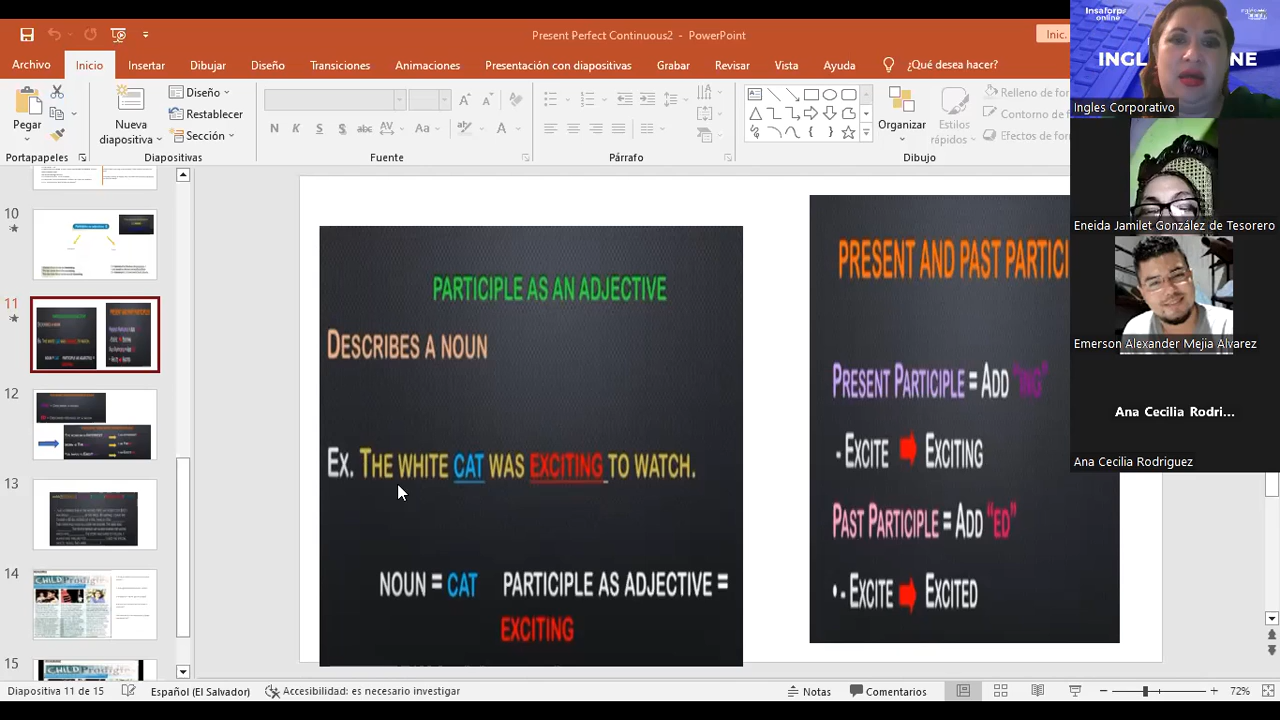 Present Perfect Continuous2 - PowerPoint
Inic.
Archivo
Inicio
Insertar
Dibujar
Diseño
Transiciones
Animaciones
Presentación con diapositivas
Grabar
Revisar
Vista
Ayuda
¿Qué desea hacer?
Pegar
Nueva
diapositiva
Diseño
Restablecer
Sección
Organizar
Estilos
rápidos
Relleno de
Contorno de
Efectos de for
Portapapeles
Diapositivas
Fuente
Párrafo
Dibujo
10
11
12
13
14
15
PARTICIPLE AS AN ADJECTIVE
DESCRIBES A NOUN
EX. THE WHITE CAT WAS EXCITING TO WATCH.
NOUN = CAT PARTICIPLE AS ADJECTIVE =
EXCITING
PRESENT AND PAST PARTICI
PRESENT PARTICIPLE = ADD "ING"
- EXCITE EXCITING
PAST PARTICIPLE = ADD "ED"
- EXCITE EXCITED
Insaforp
online
INGL
NE
Ingles Corporativo
Eneida Jamilet González de Tesorero
Emerson Alexander Mejia Alvarez
Ana Cecilia Rodri...
Ana Cecilia Rodriguez
Diapositiva 11 de 15
Español (El Salvador)
Accesibilidad: es necesario investigar
Notas
Comentarios
72%